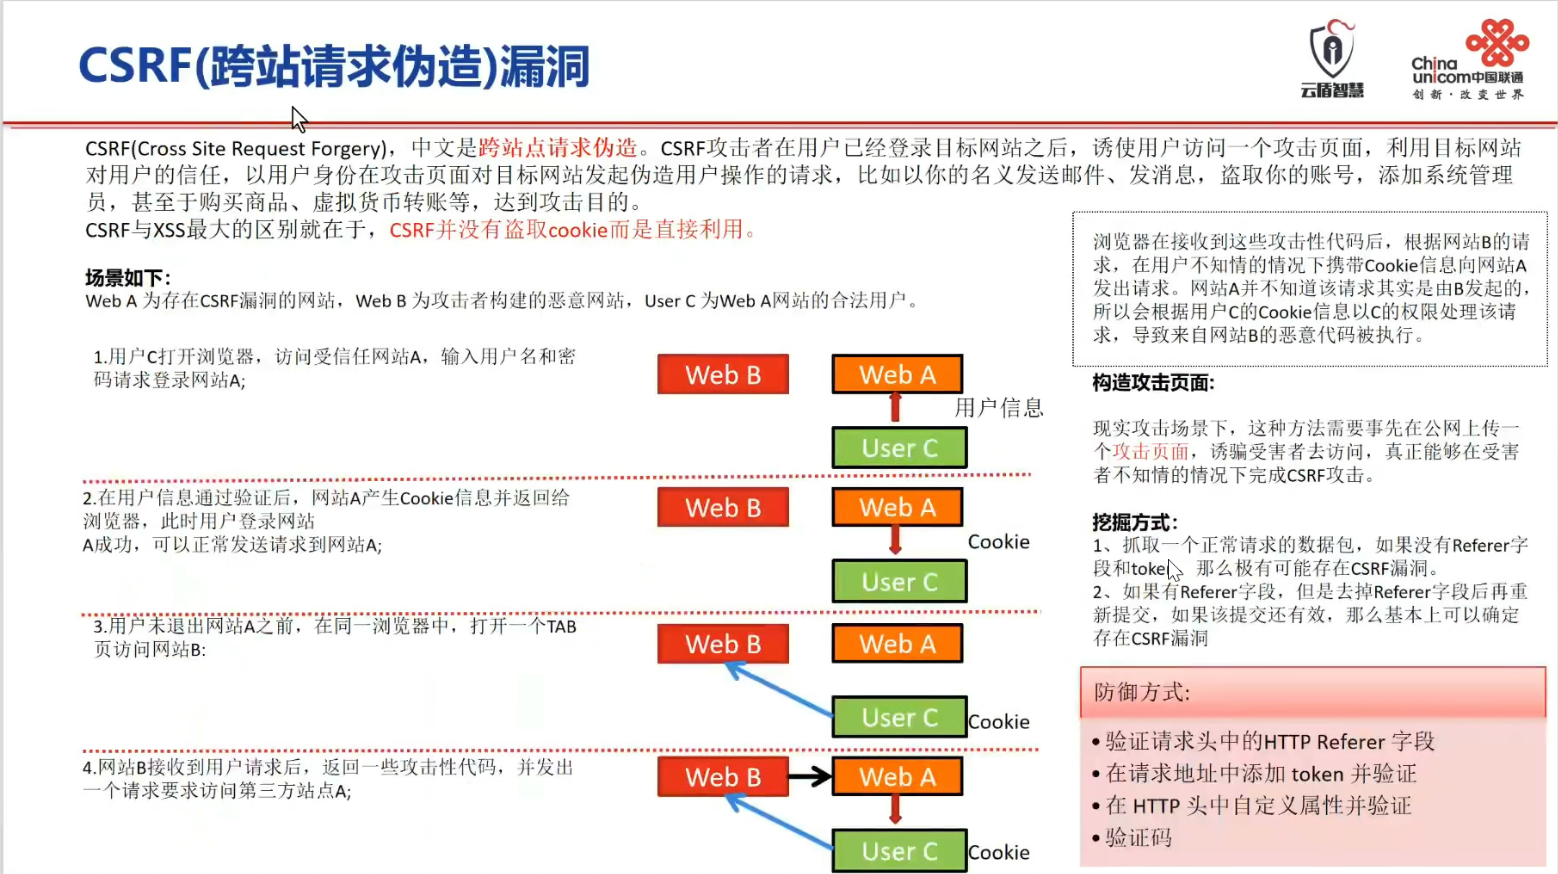 CSRF(跨站请求伪造)漏洞
云盾智慧
China
unicom中国联通
创新·改变世界
CSRF(Cross Site Request Forgery)，中文是跨站点请求伪造。CSRF攻击者在用户已经登录目标网站之后，诱使用户访问一个攻击页面，利用目标网站
对用户的信任，以用户身份在攻击页面对目标网站发起伪造用户操作的请求，比如以你的名义发送邮件、发消息，盗取你的账号，添加系统管理
员，甚至于购买商品、虚拟货币转账等，达到攻击目的。
CSRF与XSS最大的区别就在于，CSRF并没有盗取cookie而是直接利用。
场景如下：
Web A 为存在CSRF漏洞的网站，Web B 为攻击者构建的恶意网站，User C 为Web A网站的合法用户。
1.用户C打开浏览器，访问受信任网站A，输入用户名和密
码请求登录网站A;
Web B
Web A
用户信息
User C
2.在用户信息通过验证后，网站A产生Cookie信息并返回给
浏览器，此时用户登录网站
A成功，可以正常发送请求到网站A;
Web B
Web A
Cookie
User C
3.用户未退出网站A之前，在同一浏览器中，打开一个TAB
页访问网站B:
Web B
Web A
User C
Cookie
4.网站B接收到用户请求后，返回一些攻击性代码，并发出
一个请求要求访问第三方站点A;
Web B
Web A
User C
Cookie
浏览器在接收到这些攻击性代码后，根据网站B的请
求，在用户不知情的情况下携带Cookie信息向网站A
发出请求。网站A并不知道该请求其实是由B发起的，
所以会根据用户C的Cookie信息以C的权限处理该请
求，导致来自网站B的恶意代码被执行。
构造攻击页面:
现实攻击场景下，这种方法需要事先在公网上传一
个攻击页面，诱骗受害者去访问，真正能够在受害
者不知情的情况下完成CSRF攻击。
挖掘方式：
1、抓取一个正常请求的数据包，如果没有Referer字
段和token，那么极有可能存在CSRF漏洞。
2、如果有Referer字段，但是去掉Referer字段后再重
新提交，如果该提交还有效，那么基本上可以确定
存在CSRF漏洞
防御方式:
•验证请求头中的HTTP Referer 字段
•在请求地址中添加 token 并验证
•在 HTTP 头中自定义属性并验证
•验证码